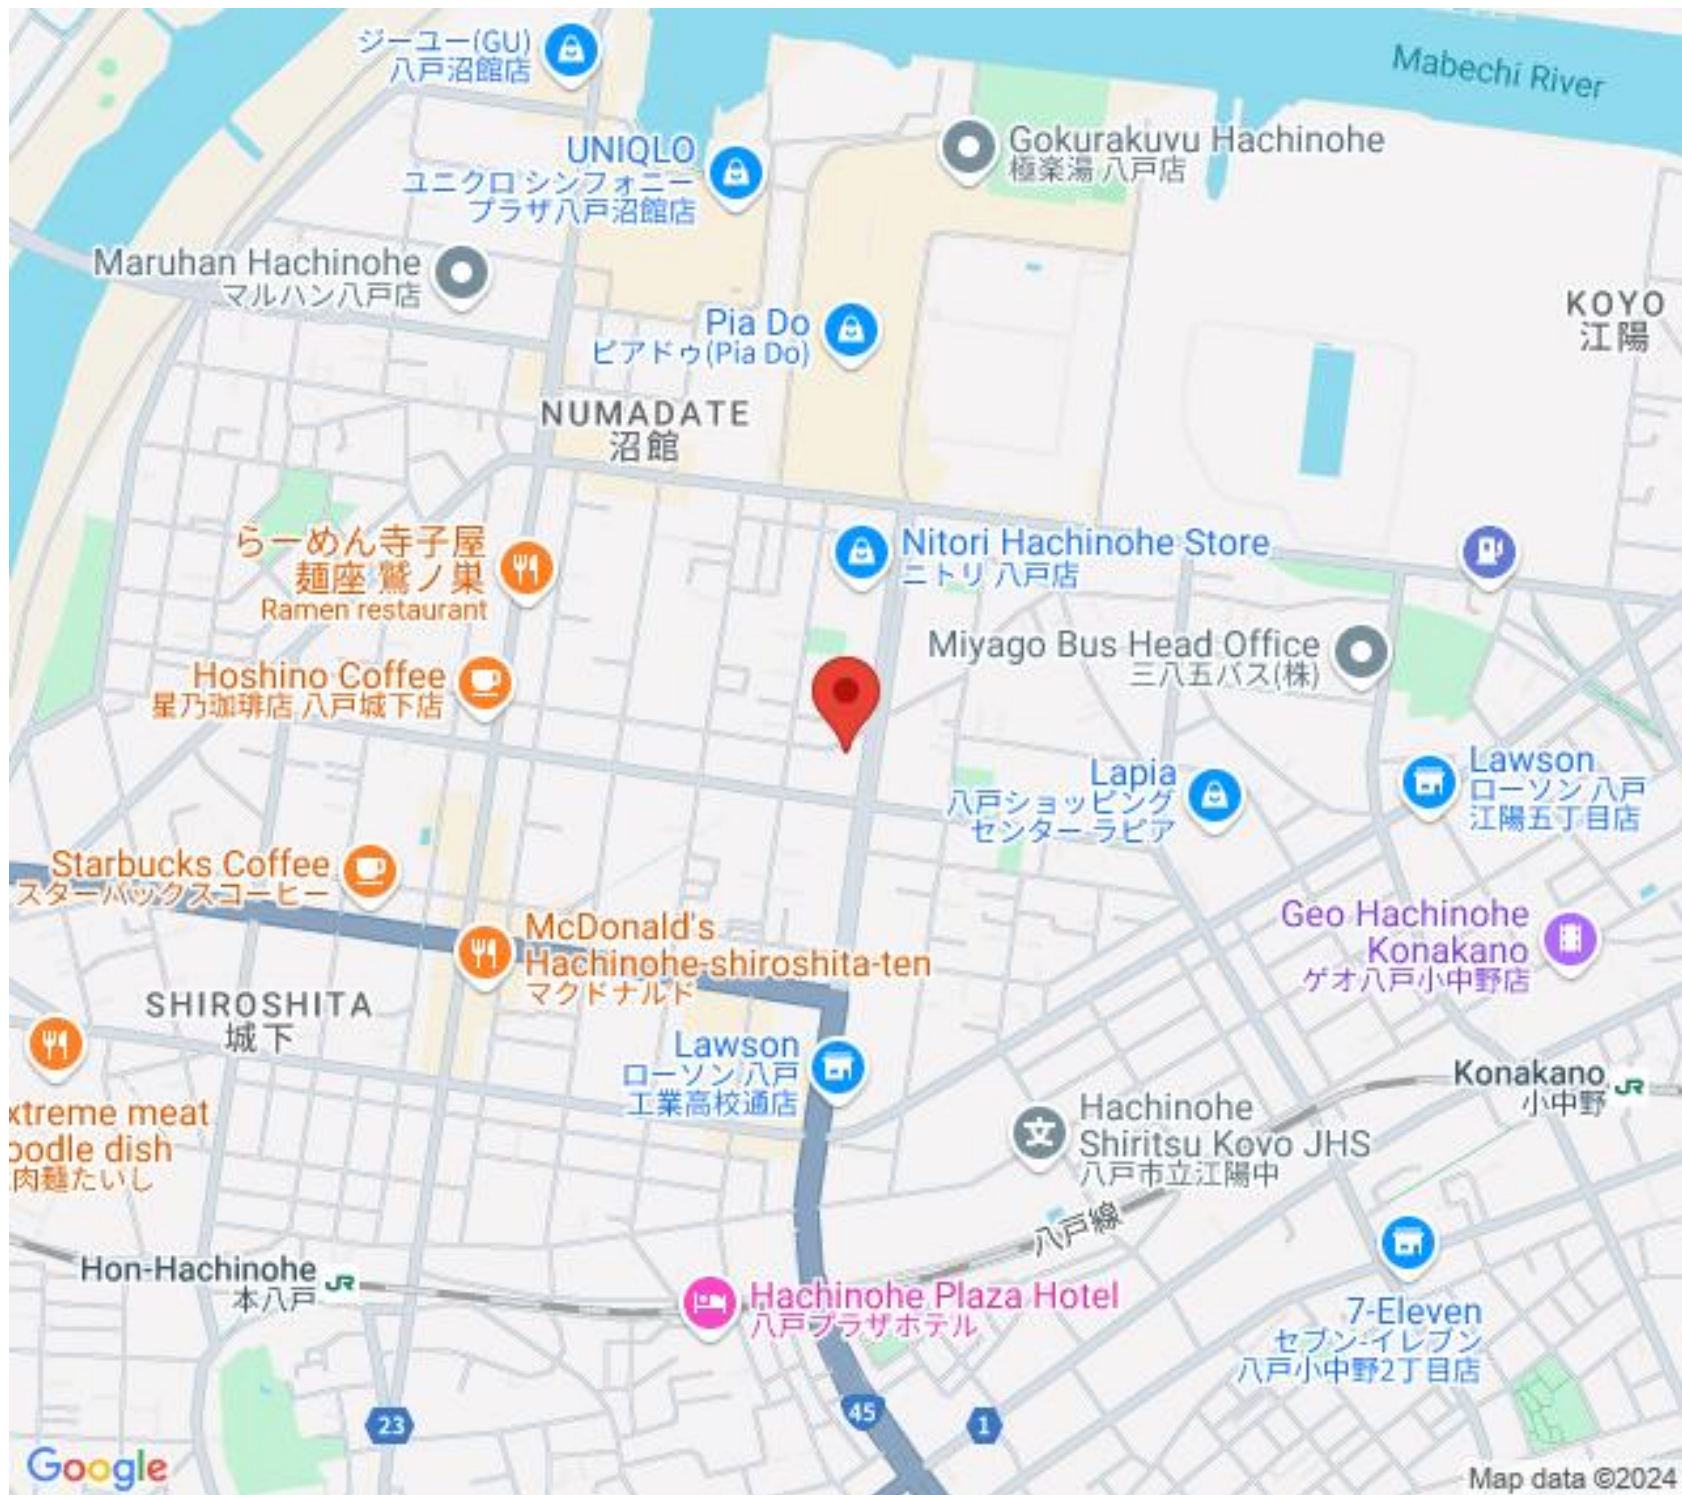 ジーユー(GU)
八戸沼館店
Mabechi River
UNIQLO
ユニクロ シンフォニー
プラザ八戸沼館店
Gokurakuyu Hachinohe
極楽湯 八戸店
Maruhan Hachinohe
マルハン八戸店
KOYO
江陽
Pia Do
ピアドゥ(Pia Do)
NUMADATE
沼館
らーめん寺子屋
麺座 鷲ノ巣
Ramen restaurant
Nitori Hachinohe Store
ニトリ 八戸店
Miyago Bus Head Office
三八五バス(株)
Hoshino Coffee
星乃珈琲店 八戸城下店
Lapia
八戸ショッピング
センター ラピア
Lawson
ローソン 八戸
江陽五丁目店
Starbucks Coffee
スターバックスコーヒー
McDonald's
Hachinohe-shiroshita-ten
マクドナルド
Geo Hachinohe
Konakano
ゲオ八戸小中野店
SHIROSHITA
城下
Lawson
ローソン 八戸
工業高校通店
Konakano
小中野
JR
xtreme meat
oodle dish
肉麺たいし
Hachinohe
Shiritsu Koyo JHS
八戸市立江陽中
八戸線
Hon-Hachinohe
本八戸
JR
Hachinohe Plaza Hotel
八戸プラザホテル
7-Eleven
セブン-イレブン
八戸小中野2丁目店
23
45
1
Google
Map data ©2024